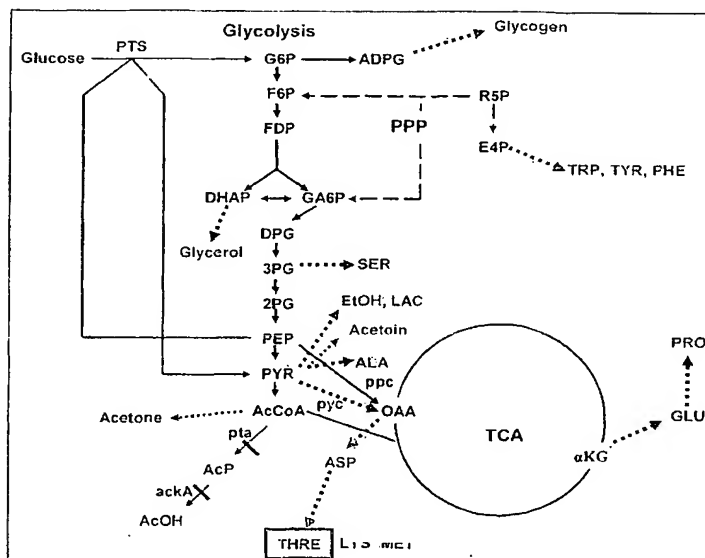 Glycolysis
Glycogen
PTS
Glucose
G6P
ADPG
F6P
R5P
FDP
PPP
E4P
TRP, TYR, PHE
DHAP
GA6P
DPG
Glycerol
3PG
SER
2PG
EtOH, LAC
Acetoin
PEP
PRO
ALA
PYR
ppc
Acetone
AcCoA
pyc
OAA
GLU
TCA
pta
αKG
AcP
ASP
ackA
AcOH
THRE